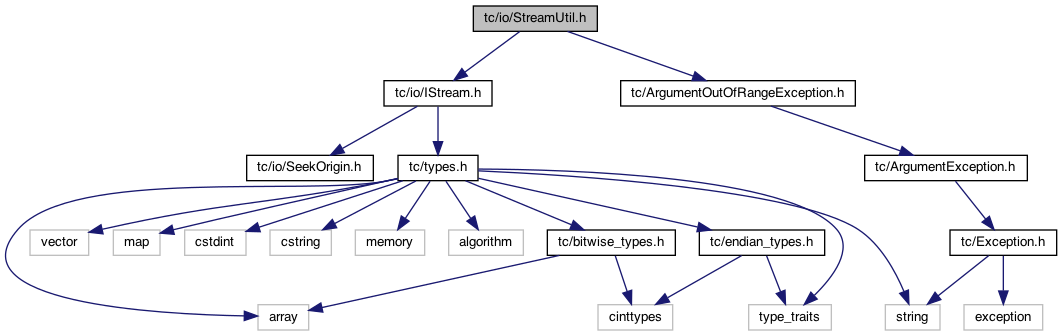 tc/io/StreamUtil.h
tc/io/IStream.h
tc/ArgumentOutOfRangeException.h
tc/io/SeekOrigin.h
tc/types.h
tc/ArgumentException.h
vector
map
cstdint
cstring
memory
algorithm
tc/bitwise_types.h
tc/endian_types.h
tc/Exception.h
array
cinttypes
type_traits
string
exception